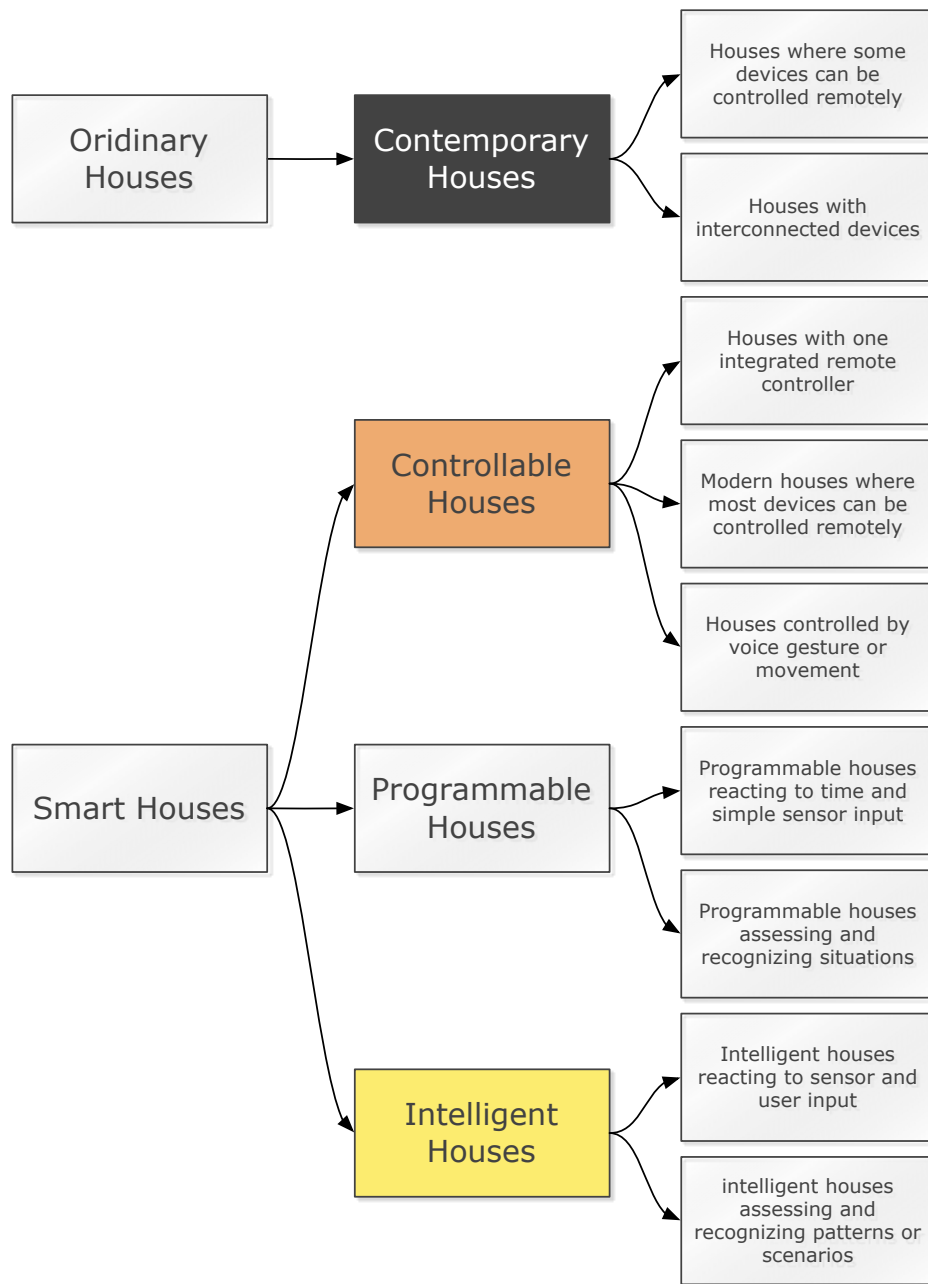 Oridinary
Houses
Contemporary
Houses
Houses where some
devices can be
controlled remotely
Houses with
interconnected devices
Smart Houses
Controllable
Houses
Houses with one
integrated remote
controller
Modern houses where
most devices can be
controlled remotely
Houses controlled by
voice gesture or
movement
Programmable
Houses
Programmable houses
reacting to time and
simple sensor input
Programmable houses
assessing and
recognizing situations
Intelligent
Houses
Intelligent houses
reacting to sensor and
user input
intelligent houses
assessing and
recognizing patterns or
scenarios